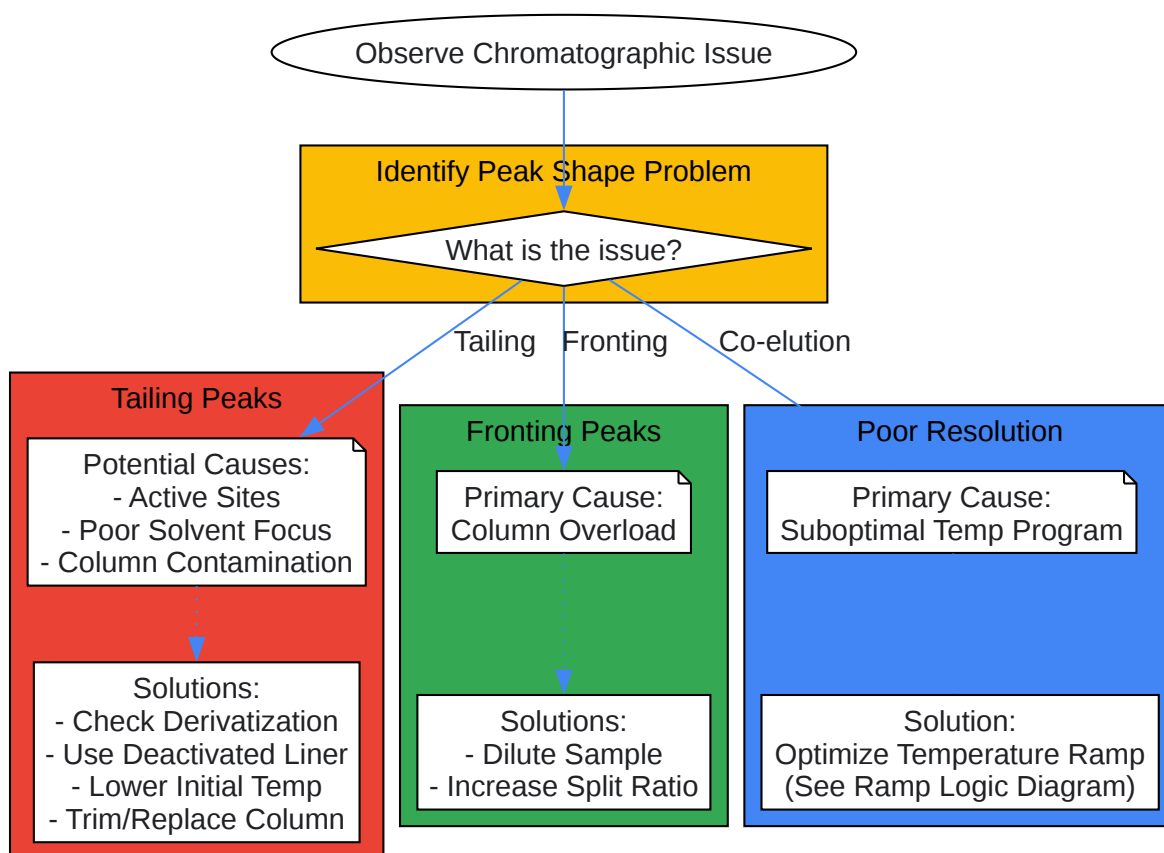 Observe Chromatographic Issue
Identify Peak Shape Problem
What is the issue?
Tailing
Fronting
Co-elution
Tailing Peaks
Potential Causes:
- Active Sites
- Poor Solvent Focus
- Column Contamination
Solutions:
- Check Derivatization
- Use Deactivated Liner
- Lower Initial Temp
- Trim/Replace Column
Fronting Peaks
Primary Cause:
Column Overload
Solutions:
- Dilute Sample
- Increase Split Ratio
Poor Resolution
Primary Cause:
Suboptimal Temp Program
Solution:
Optimize Temperature Ramp
(See Ramp Logic Diagram)